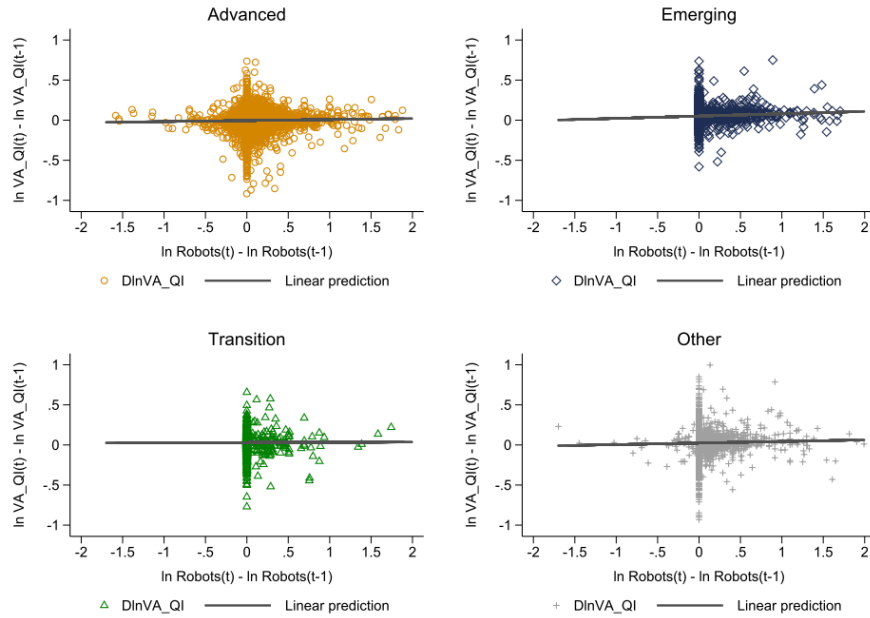 Advanced
ln VA_QI(t) - ln VA_QI(t-1)
1
.5
0
-.5
-1
-2 -1.5 -1 -.5 0 .5 1 1.5 2
ln Robots(t) - ln Robots(t-1)
DlnVA_QI Linear prediction
Emerging
ln VA_QI(t) - ln VA_QI(t-1)
1
.5
0
-.5
-1
-2 -1.5 -1 -.5 0 .5 1 1.5 2
ln Robots(t) - ln Robots(t-1)
DlnVA_QI Linear prediction
Transition
ln VA_QI(t) - ln VA_QI(t-1)
1
.5
0
-.5
-1
-2 -1.5 -1 -.5 0 .5 1 1.5 2
ln Robots(t) - ln Robots(t-1)
DlnVA_QI Linear prediction
Other
ln VA_QI(t) - ln VA_QI(t-1)
1
.5
0
-.5
-1
-2 -1.5 -1 -.5 0 .5 1 1.5 2
ln Robots(t) - ln Robots(t-1)
DlnVA_QI Linear prediction